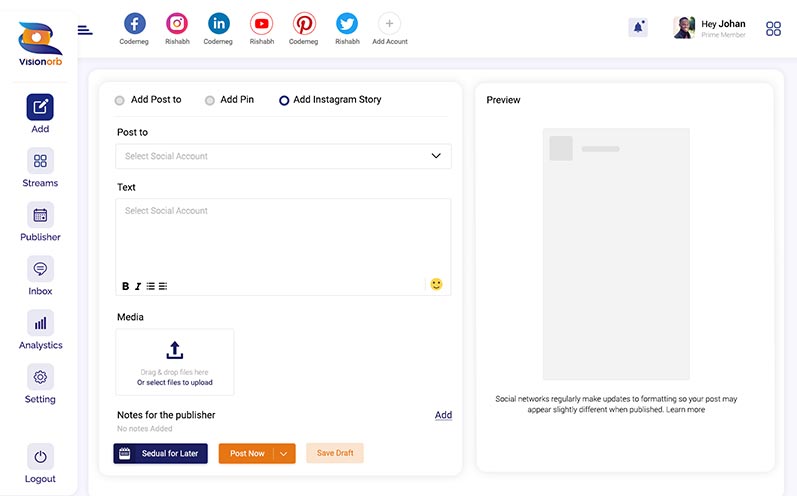 Visionorb
Codemeg
Rishabh
Codemeg
Rishabh
Codemeg
Rishabh
Add Acount
Hey Johan
Prime Member
Add
Streams
Publisher
Inbox
Analystics
Setting
Logout
Add Post to
Add Pin
Add Instagram Story
Post to
Select Social Account
Text
Select Social Account
B I
Media
Drag & drop files here
Or select files to upload
Notes for the publisher
Add
No notes Added
Sedual for Later
Post Now
Save Draft
Preview
Social networks regularly make updates to formatting so your post may
appear slightly different when published. Learn more